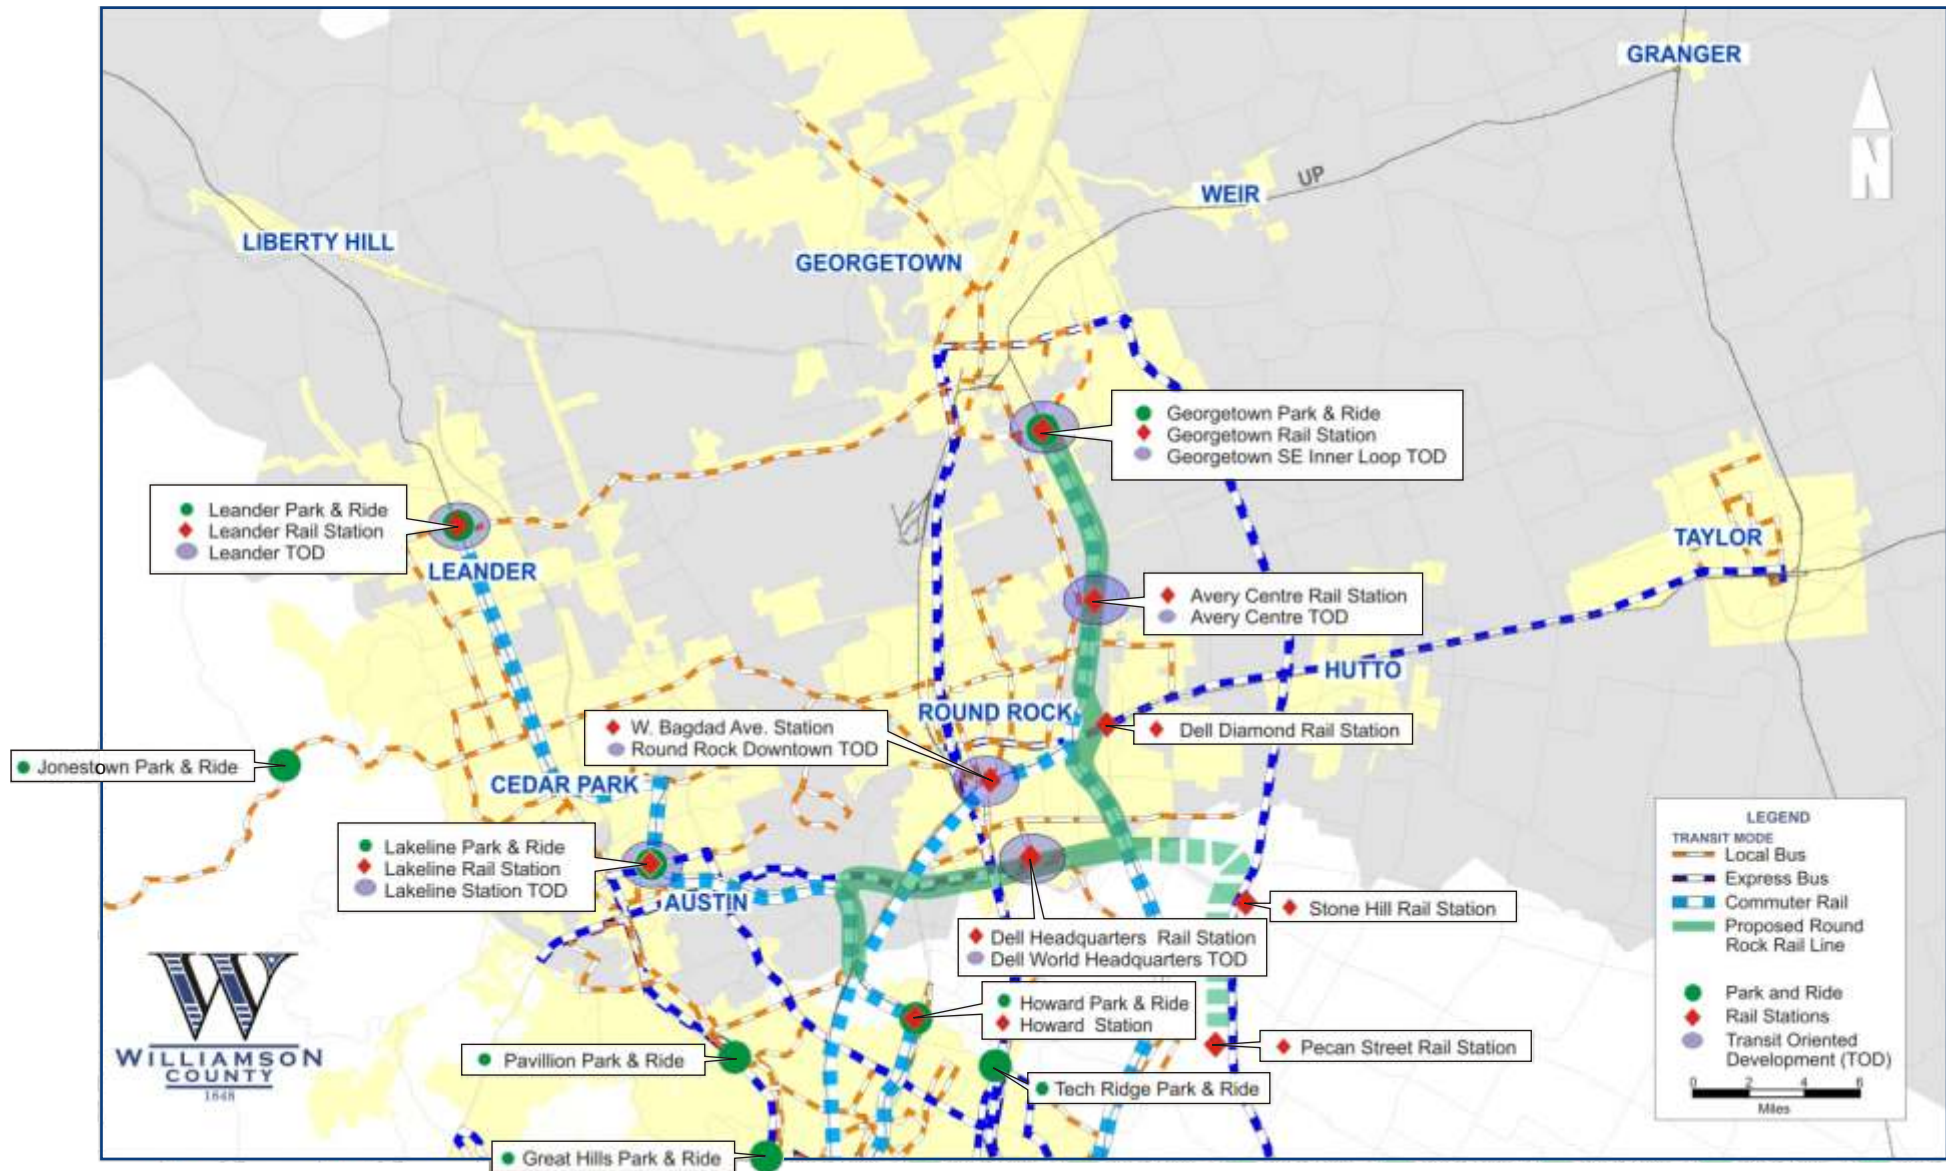 GRANGER
UP
WEIR
N
LIBERTY HILL
GEORGETOWN
Georgetown Park & Ride
Georgetown Rail Station
Georgetown SE Inner Loop TOD
Leander Park & Ride
Leander Rail Station
Leander TOD
LEANDER
TAYLOR
Avery Centre Rail Station
Avery Centre TOD
HUTTO
ROUND ROCK
W. Bagdad Ave. Station
Round Rock Downtown TOD
Dell Diamond Rail Station
Jonestown Park & Ride
CEDAR PARK
Lakeline Park & Ride
Lakeline Rail Station
Lakeline Station TOD
AUSTIN
Stone Hill Rail Station
Dell Headquarters Rail Station
Dell World Headquarters TOD
Howard Park & Ride
Howard Station
Pecan Street Rail Station
Pavillion Park & Ride
Tech Ridge Park & Ride
Great Hills Park & Ride
WILLIAMSON
COUNTY
1848
LEGEND
TRANSIT MODE
Local Bus
Express Bus
Commuter Rail
Proposed Round
Rock Rail Line
Park and Ride
Rail Stations
Transit Oriented
Development (TOD)
0 2 4 6
Miles